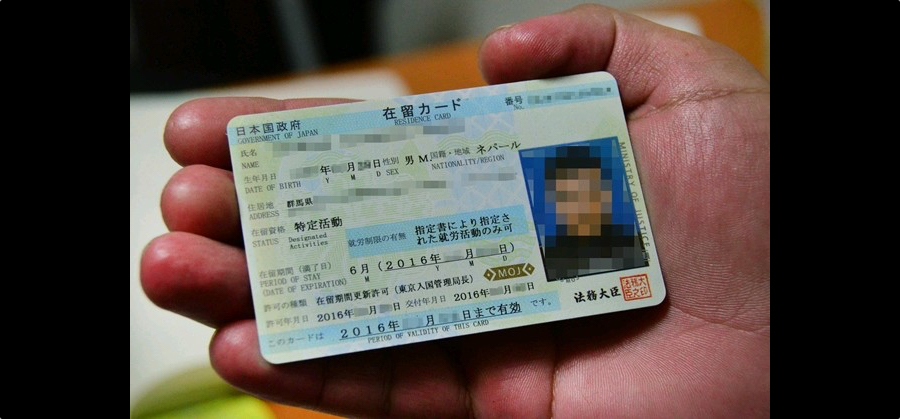 在留カード 番号
日本国政府 RESIDENCE CARD No.
GOVERNMENT OF JAPAN
氏名
NAME
生年月日 年 月 日 性別 男 M. 国籍・地域 ネパール
DATE OF BIRTH Y M D SEX NATIONALITY/REGION
住居地 群馬県
ADDRESS
在留資格 特定活動
STATUS Designated Activities
就労制限の有無 指定書により指定さ
れた就労活動のみ可
在留期間(満了日) 6月(2016年 月 日)
PERIOD OF STAY Y M D
(DATE OF EXPIRATION)
MOJ
許可の種類 在留期間更新許可(東京入国管理局長)
許可年月日 2016年 月 日 交付年月日 2016年 月 日
このカードは 2016年 月 日まで有効 です。
PERIOD OF VALIDITY OF THIS CARD
法務大臣
MINISTRY OF JUSTICE